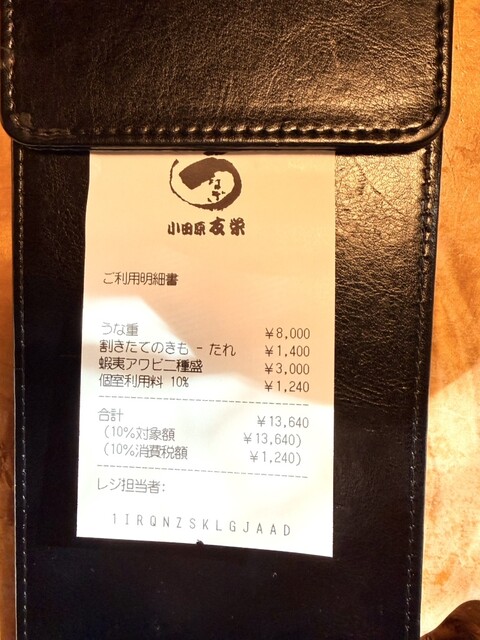 うなぎ
小田原友栄
ご利用明細書
うな重 ¥8,000
割きたてのきも - たれ ¥1,400
蝦夷アワビ二種盛 ¥3,000
個室利用料 10% ¥1,240
合計 ¥13,640
(10%対象額 ¥13,640)
(10%消費税額 ¥1,240)
レジ担当者:
1IRQNZSKLGJAAD